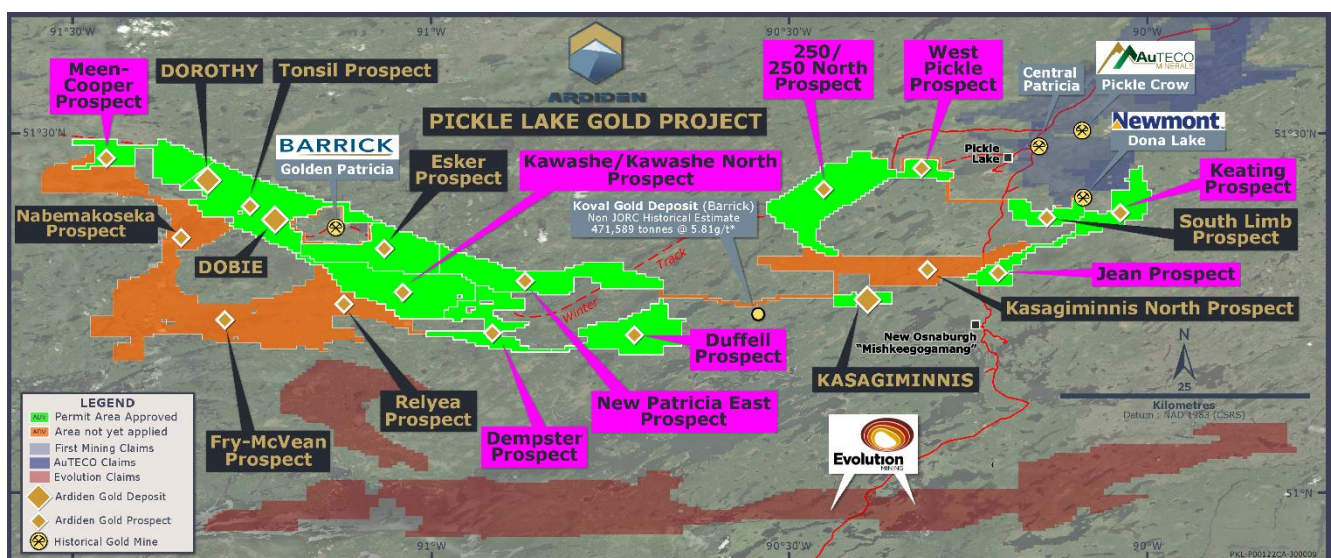 91°30'W
91°W
90°30'W
90°W
Meen-
Cooper
Prospect
DOROTHY
Tonsil Prospect
ARDIDEN
PICKLE LAKE GOLD PROJECT
250/
250 North
Prospect
West
Pickle
Prospect
Central
Patricia
AuTECO
MINERALS
Pickle Crow
51°30'N
51°30'N
BARRICK
Golden Patricia
Esker
Prospect
Kawashe/Kawashe North
Prospect
Pickle
Lake
Newmont
Dona Lake
Keating
Prospect
Koval Gold Deposit (Barrick)
Non JORC Historical Estimate
471,589 tonnes @ 5.81g/t*
Nabemakoseka
Prospect
DOBIE
South Limb
Prospect
Track
Winter
Jean Prospect
Kasagiminnis North Prospect
New Osnaburgh
"Mishkeegogamang"
Duffell
Prospect
KASAGIMINNIS
N
25
Kilometres
Datum : NAD 1983 (CSRS)
Relyea
Prospect
New Patricia East
Prospect
Fry-McVean
Prospect
Dempster
Prospect
Evolution
MINING
LEGEND
ADV Permit Area Approved
ADV Area not yet applied
First Mining Claims
AuTECO Claims
Evolution Claims
Ardiden Gold Deposit
Ardiden Gold Prospect
Historical Gold Mine
51°N
91°W
90°30'W
90°W
PKL-P00122CA-J00009